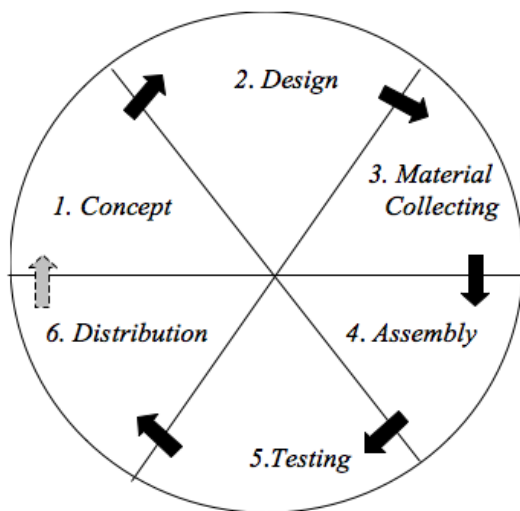 1. Concept
2. Design
3. Material
Collecting
4. Assembly
5.Testing
6. Distribution